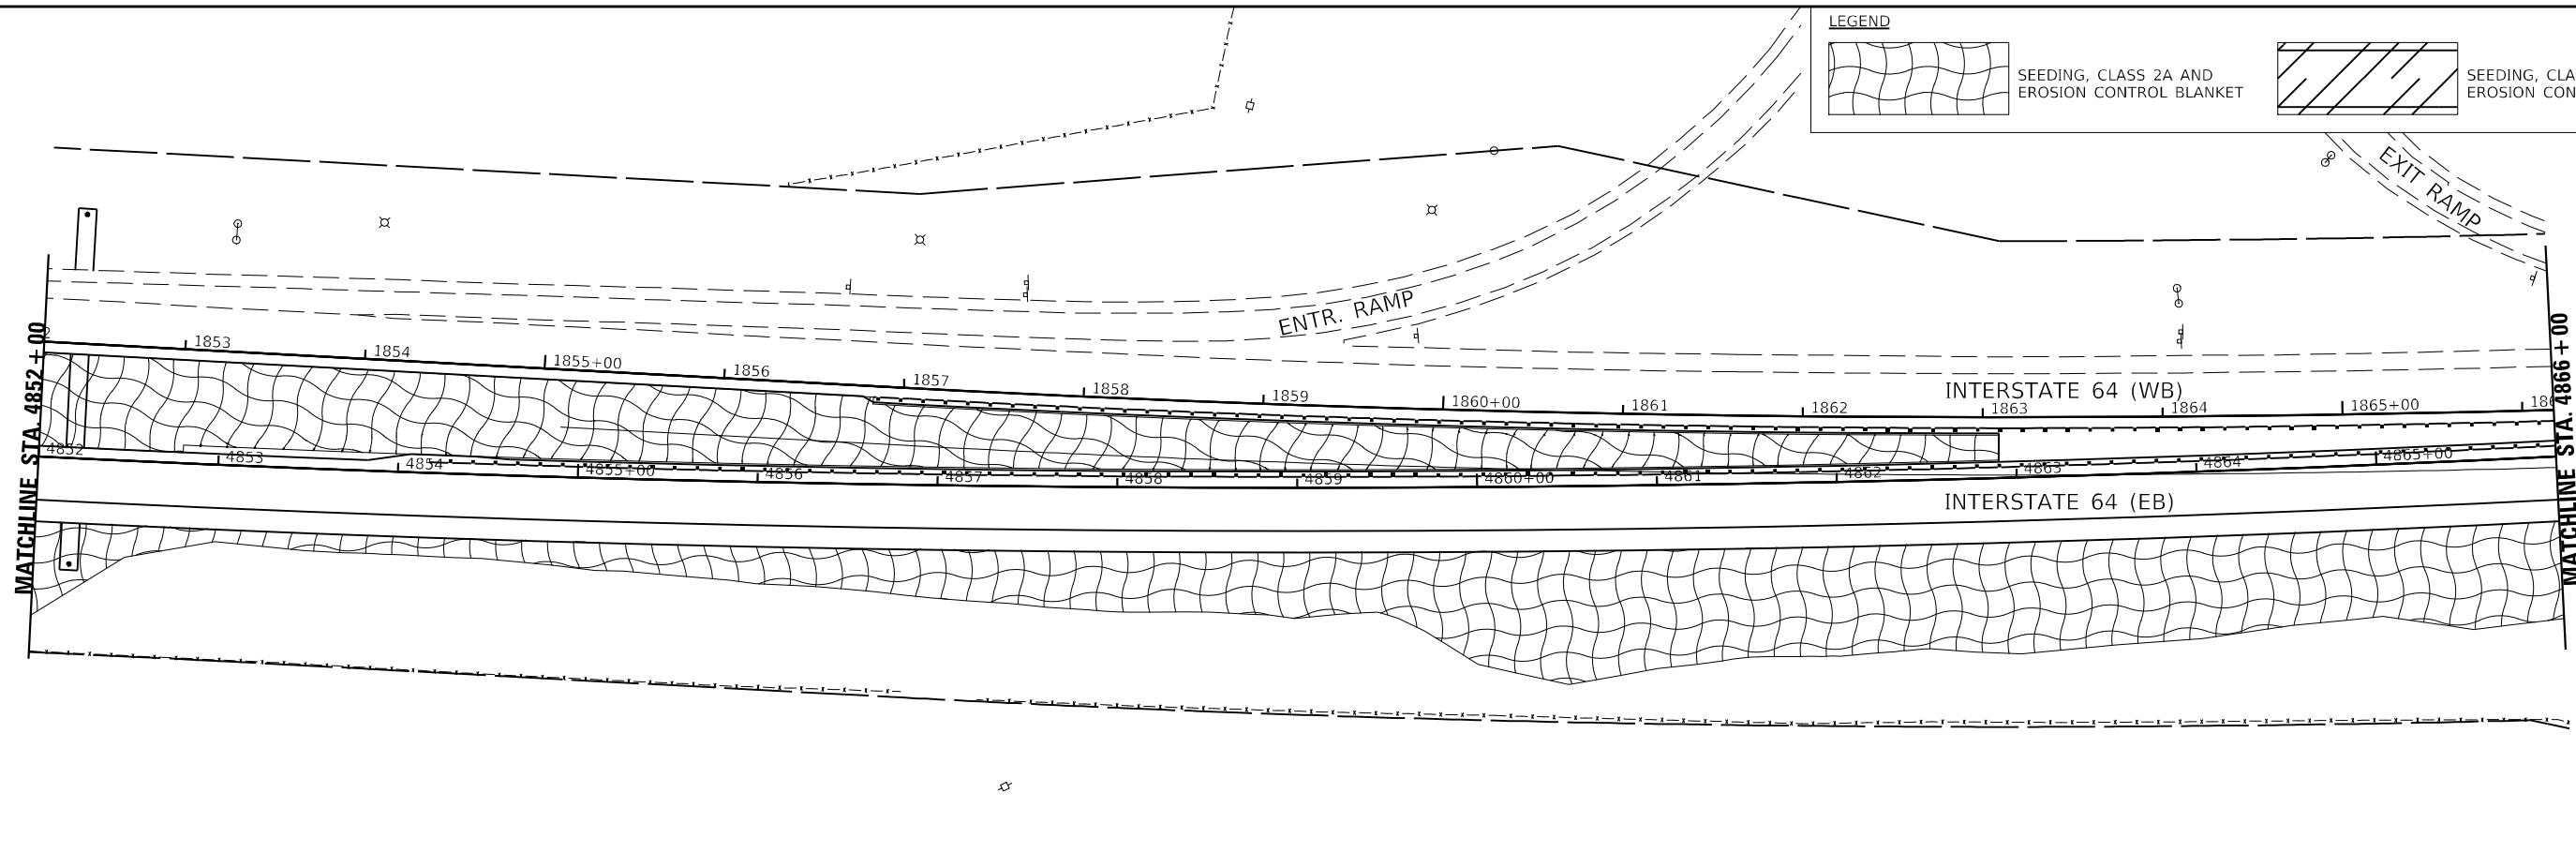 LEGEND
SEEDING, CLASS 2A AND
EROSION CONTROL BLANKET
SEEDING, CLA
EROSION CON
EXIT RAMP
ENTR. RAMP
MATCHLINE STA. 4852+00
2
1853
1854
1855+00
1856
1857
1858
1859
1860+00
1861
1862
1863
1864
1865+00
186
INTERSTATE 64 (WB)
4852
4853
4854
4855+00
4856
4857
4858
4859
4860+00
4861
4862
4863
4864
4865+00
INTERSTATE 64 (EB)
MATCHLINE STA. 4866+00